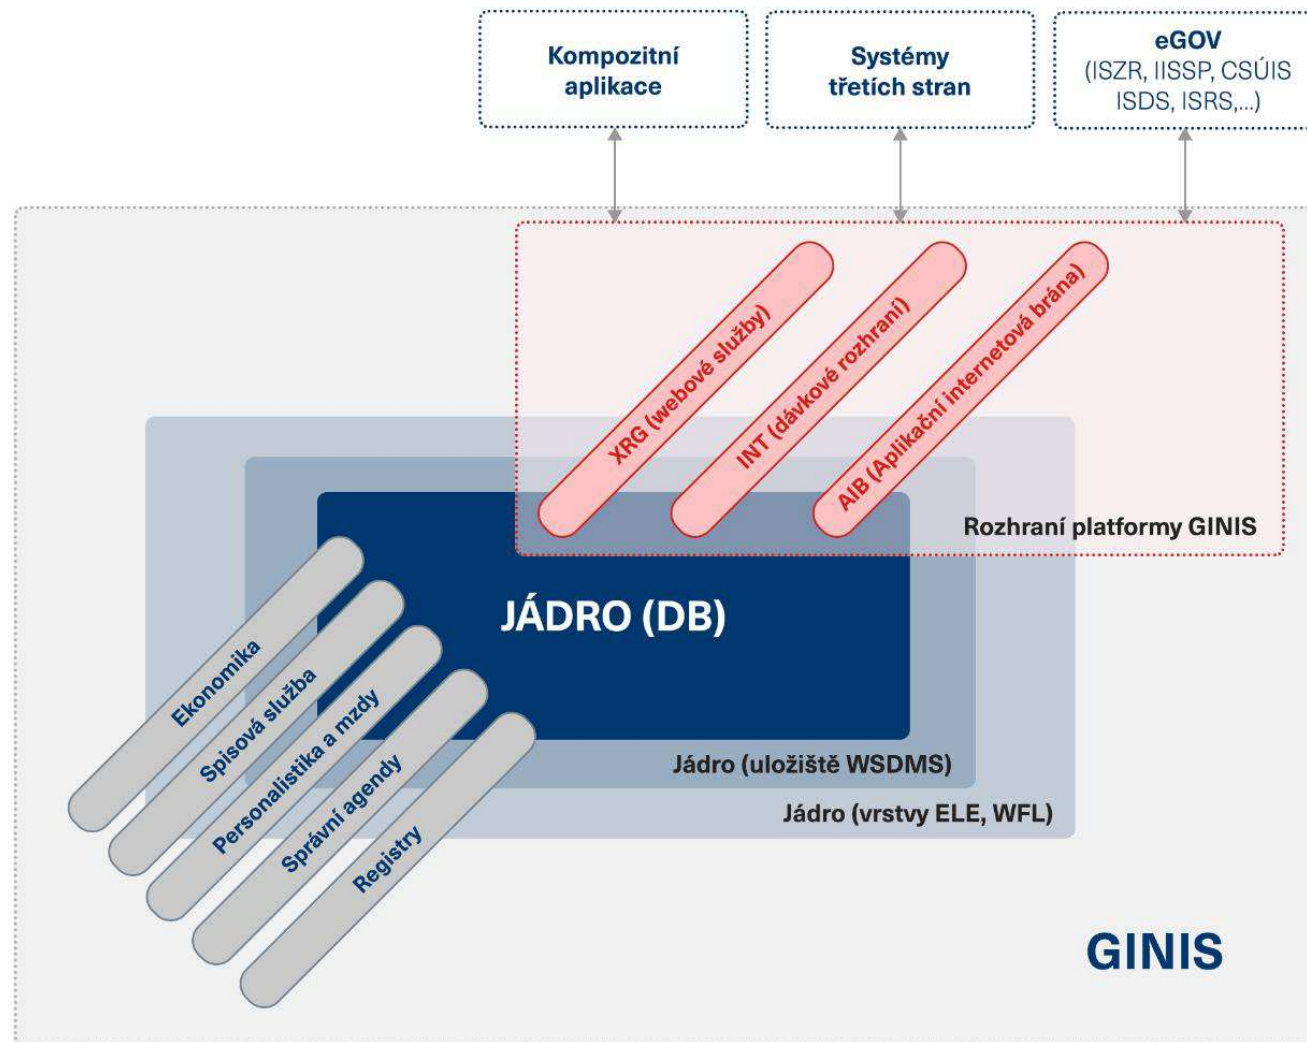 Kompozitní
aplikace
Systémy
třetích stran
eGOV
(ISZR, IISSP, CSÚIS
ISDS, ISRS,...)
XRG (webové služby)
INT (dávkové rozhraní)
AIB (Aplikační internetová brána)
Rozhraní platformy GINIS
JÁDRO (DB)
Ekonomika
Spisová služba
Personalistika a mzdy
Správní agendy
Registry
Jádro (uložiště WSDMS)
Jádro (vrstvy ELE, WFL)
GINIS